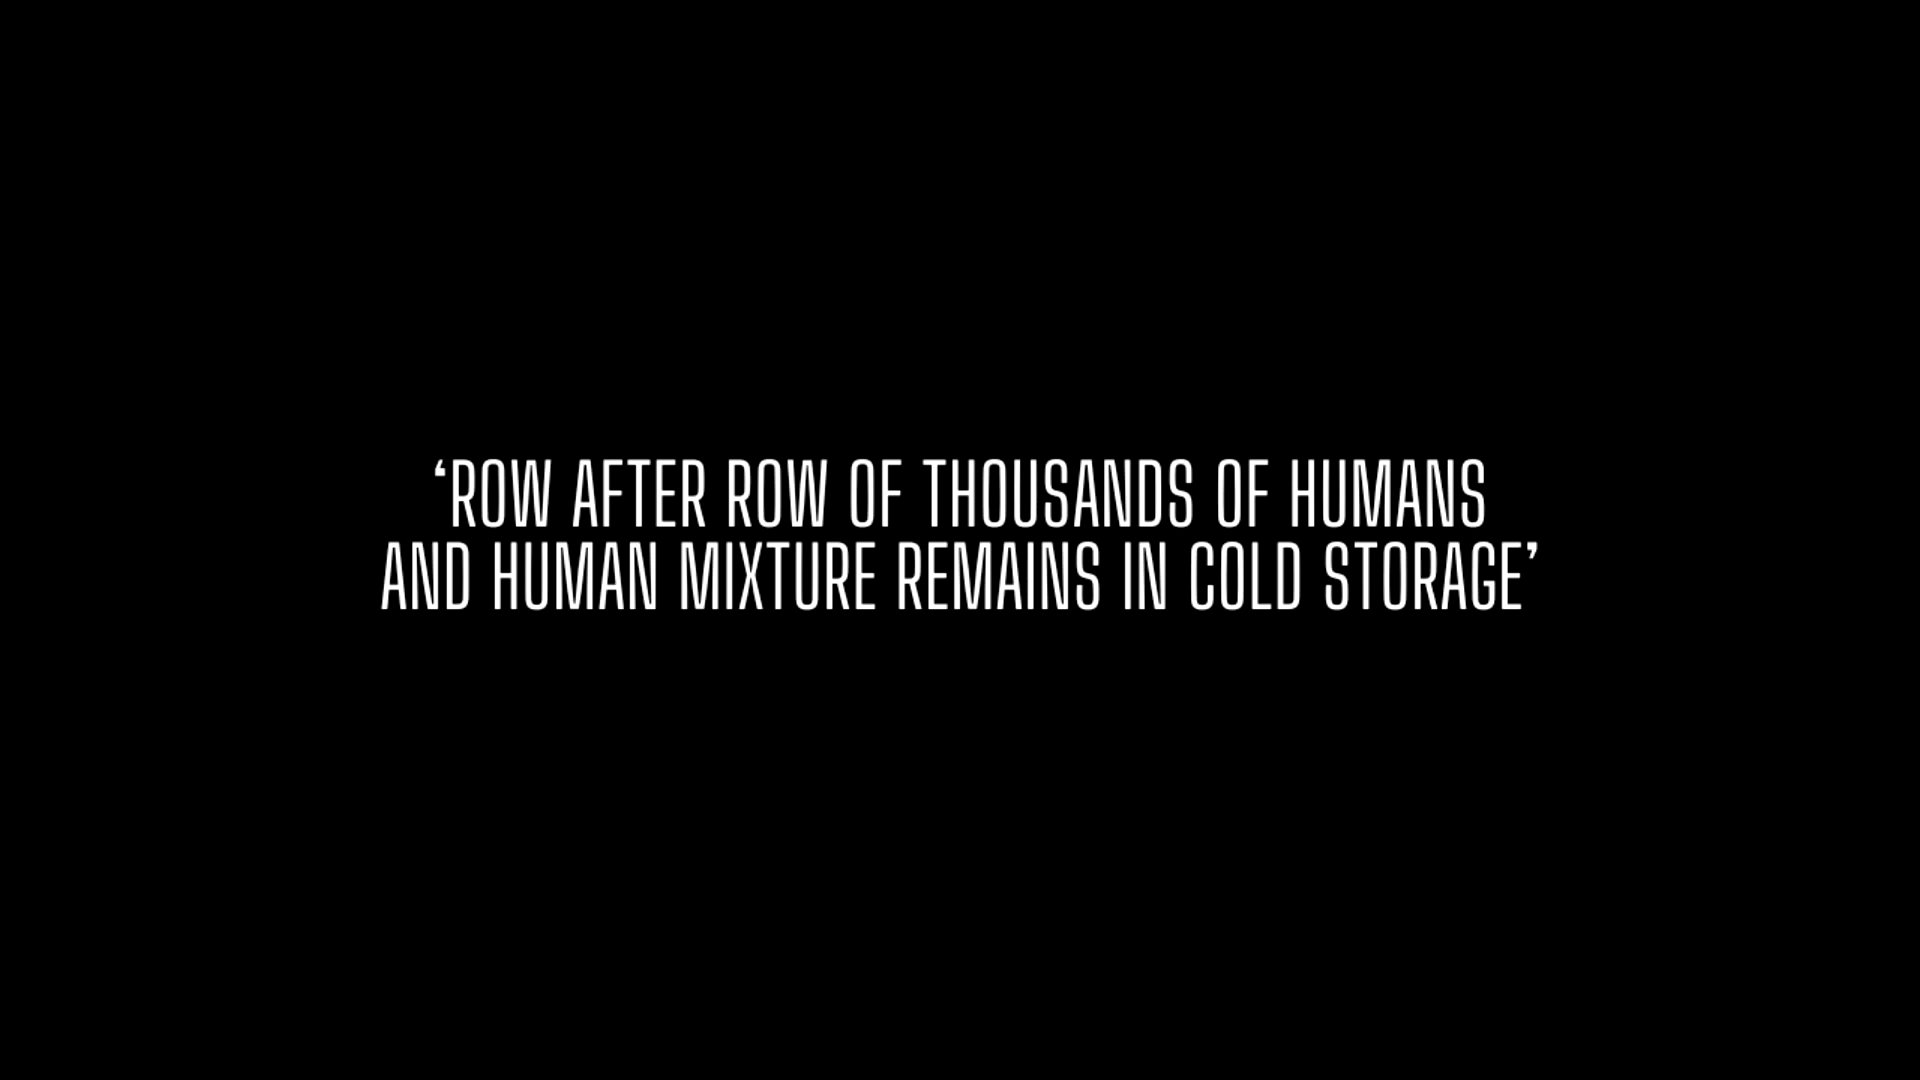 ‘ROW AFTER ROW OF THOUSANDS OF HUMANS
AND HUMAN MIXTURE REMAINS IN COLD STORAGE’